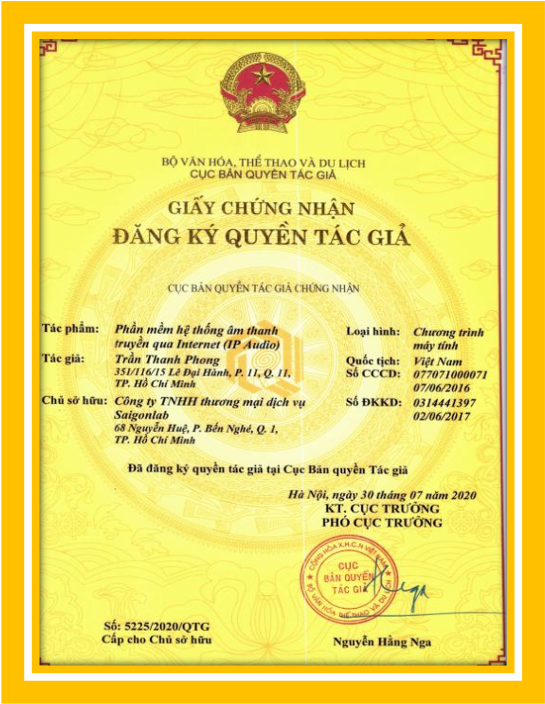 BỘ VĂN HÓA, THỂ THAO VÀ DU LỊCH
CỤC BẢN QUYỀN TÁC GIẢ
GIẤY CHỨNG NHẬN
ĐĂNG KÝ QUYỀN TÁC GIẢ
CỤC BẢN QUYỀN TÁC GIẢ CHỨNG NHẬN
Tác phẩm: Phần mềm hệ thống âm thanh truyền qua Internet (IP Audio)
Loại hình: Chương trình máy tính
Tác giả: Trần Thanh Phong
Quốc tịch: Việt Nam
351/116/15 Lê Đại Hành, P. 11, Q. 11,
Số CCCD: 077071000071
TP. Hồ Chí Minh
07/06/2016
Chủ sở hữu: Công ty TNHH thương mại dịch vụ
Số ĐKKD: 0314441397
Saigonlab
02/06/2017
68 Nguyễn Huệ, P. Bến Nghé, Q. 1,
TP. Hồ Chí Minh
Đã đăng ký quyền tác giả tại Cục Bản quyền Tác giả
Hà Nội, ngày 30 tháng 07 năm 2020
KT. CỤC TRƯỞNG
PHÓ CỤC TRƯỞNG
CỘNG HÒA X.H.C.N VIỆT NAM
CỤC
BẢN QUYỀN
TÁC GIẢ
BỘ VĂN HÓA THỂ THAO VÀ DU LỊCH
Số: 5225/2020/QTG
Cấp cho Chủ sở hữu
Nguyễn Hằng Nga